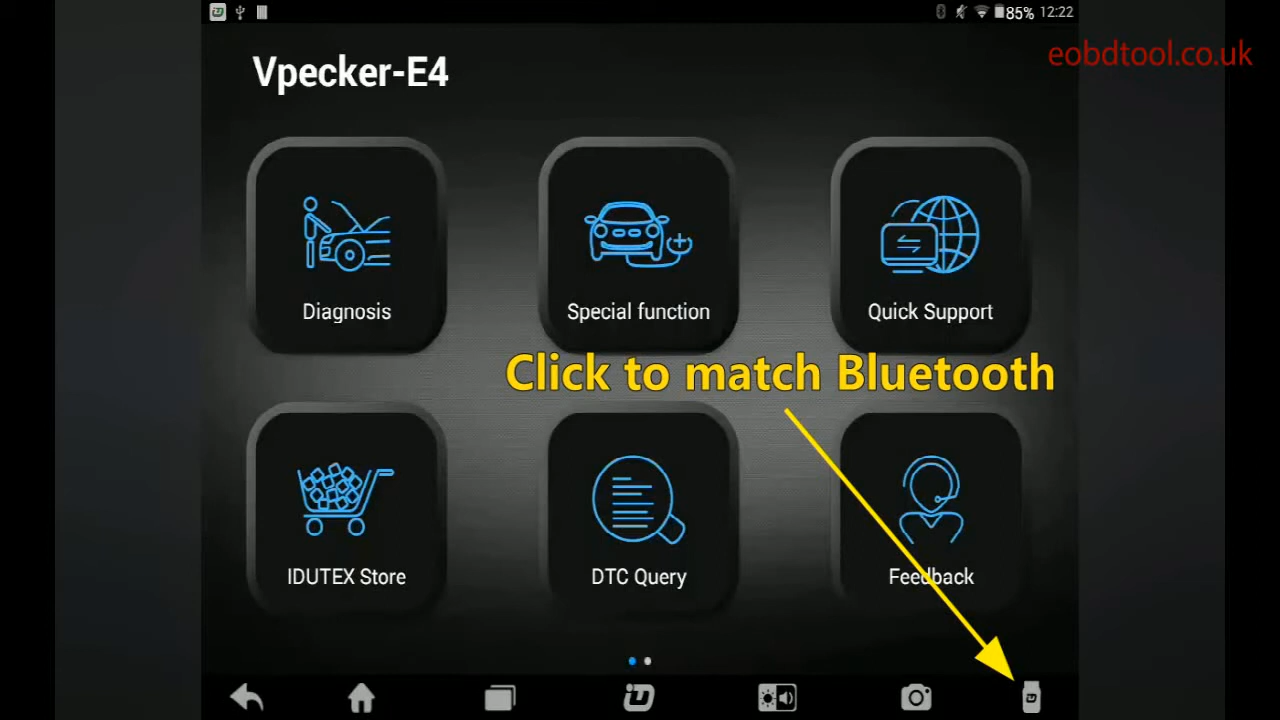 85% 12:22
eobdtool.co.uk
Vpecker-E4
Diagnosis
Special function
Quick Support
Click to match Bluetooth
IDUTEX Store
DTC Query
Feedback